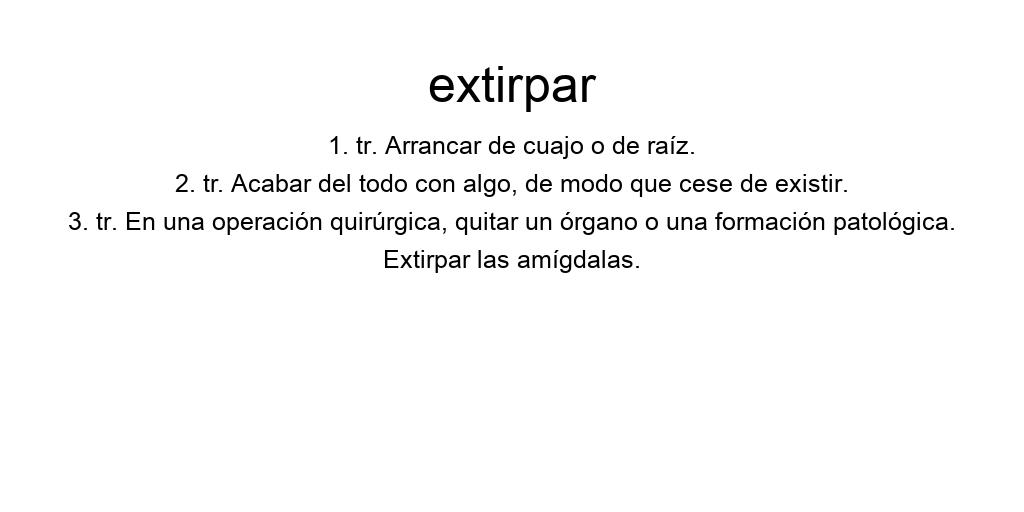 extirpar
1. tr. Arrancar de cuajo o de raíz.
2. tr. Acabar del todo con algo, de modo que cese de existir.
3. tr. En una operación quirúrgica, quitar un órgano o una formación patológica.
Extirpar las amígdalas.